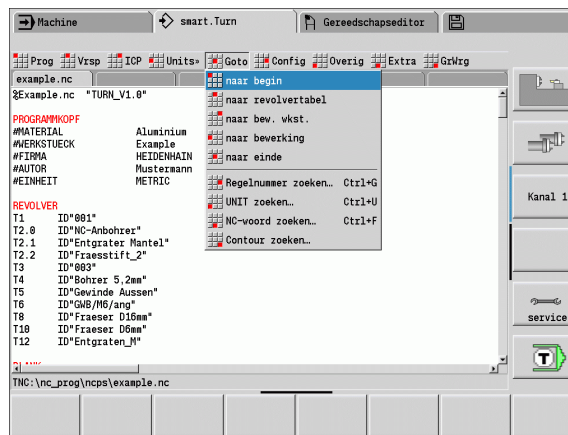 Machine smart.Turn Gereedschapseditor
Prog Vrsp ICP Units» Goto Config Overig Extra GrWrg
example.nc
naar begin
naar revolvertabel
naar bew. wkst.
naar bewerking
naar einde
Regelnummer zoeken… Ctrl+G
UNIT zoeken… Ctrl+U
NC-woord zoeken… Ctrl+F
Contour zoeken…
%Example.nc "TURN_V1.0"
PROGRAMMKOPF
#MATERIAL Aluminium
#WERKSTUECK Example
#FIRMA HEIDENHAIN
#AUTOR Mustermann
#EINHEIT METRIC
REVOLVER
T1 ID"001"
T2.0 ID"NC-Anbohrer"
T2.1 ID"Entgrater Mantel"
T2.2 ID"Fraesstift_2"
T3 ID"003"
T4 ID"Bohrer 5,2mm"
T5 ID"Gewinde Aussen"
T6 ID"GWB/M6/ang"
T8 ID"Fraeser D16mm"
T10 ID"Fraeser D6mm"
T12 ID"Entgraten_M"
TNC:\nc_prog\ncps\example.nc
Kanal 1
service
T